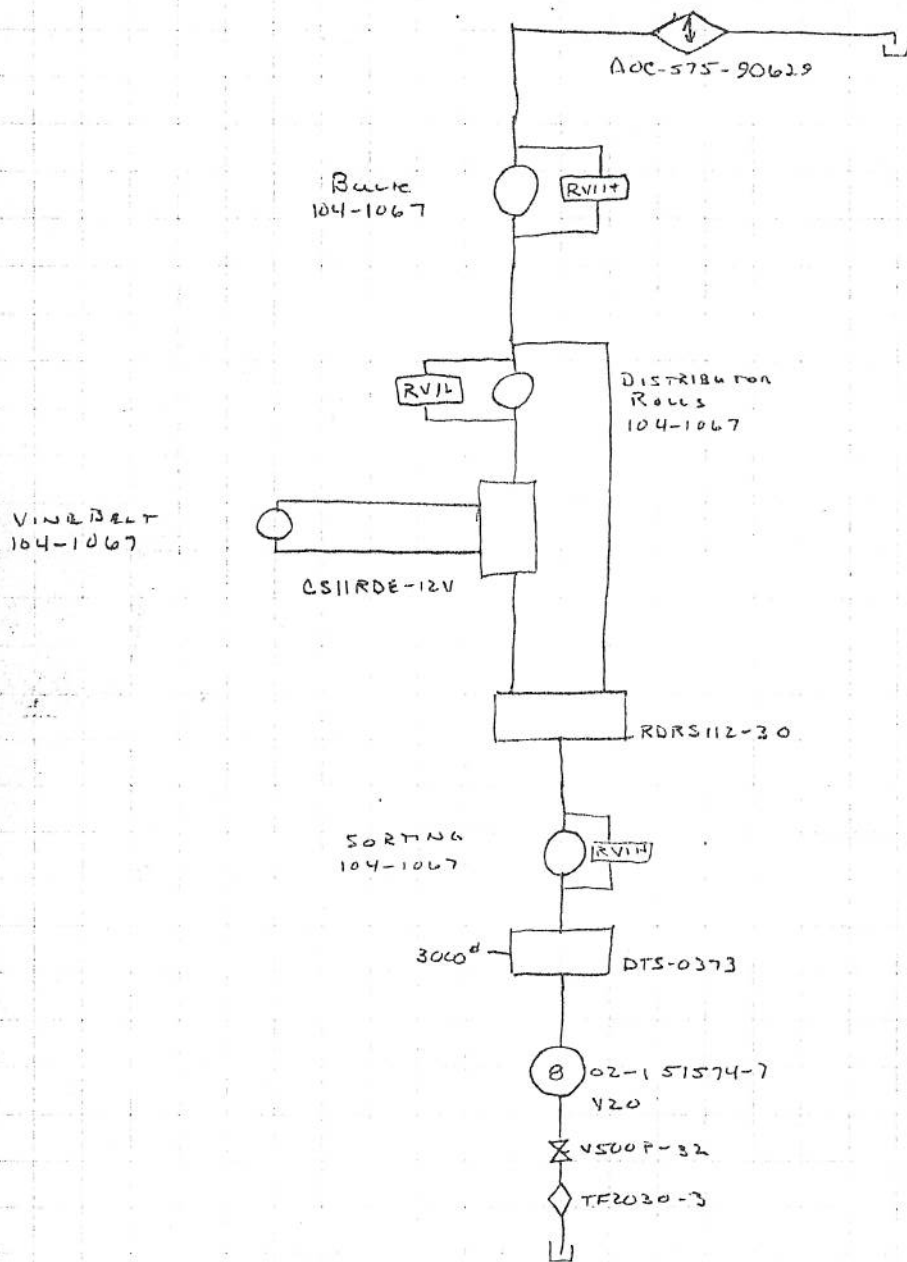 AOC-575-90629
BULK
104-1067
RV11H
RV1L
DISTRIBUTOR
ROLLS
104-1067
VINE BELT
104-1067
CS11RDE-12V
RDRS112-30
SORTING
104-1067
RV1H
3000#
DTS-0373
8
02-151574-7
V20
V500P-32
TF2030-3